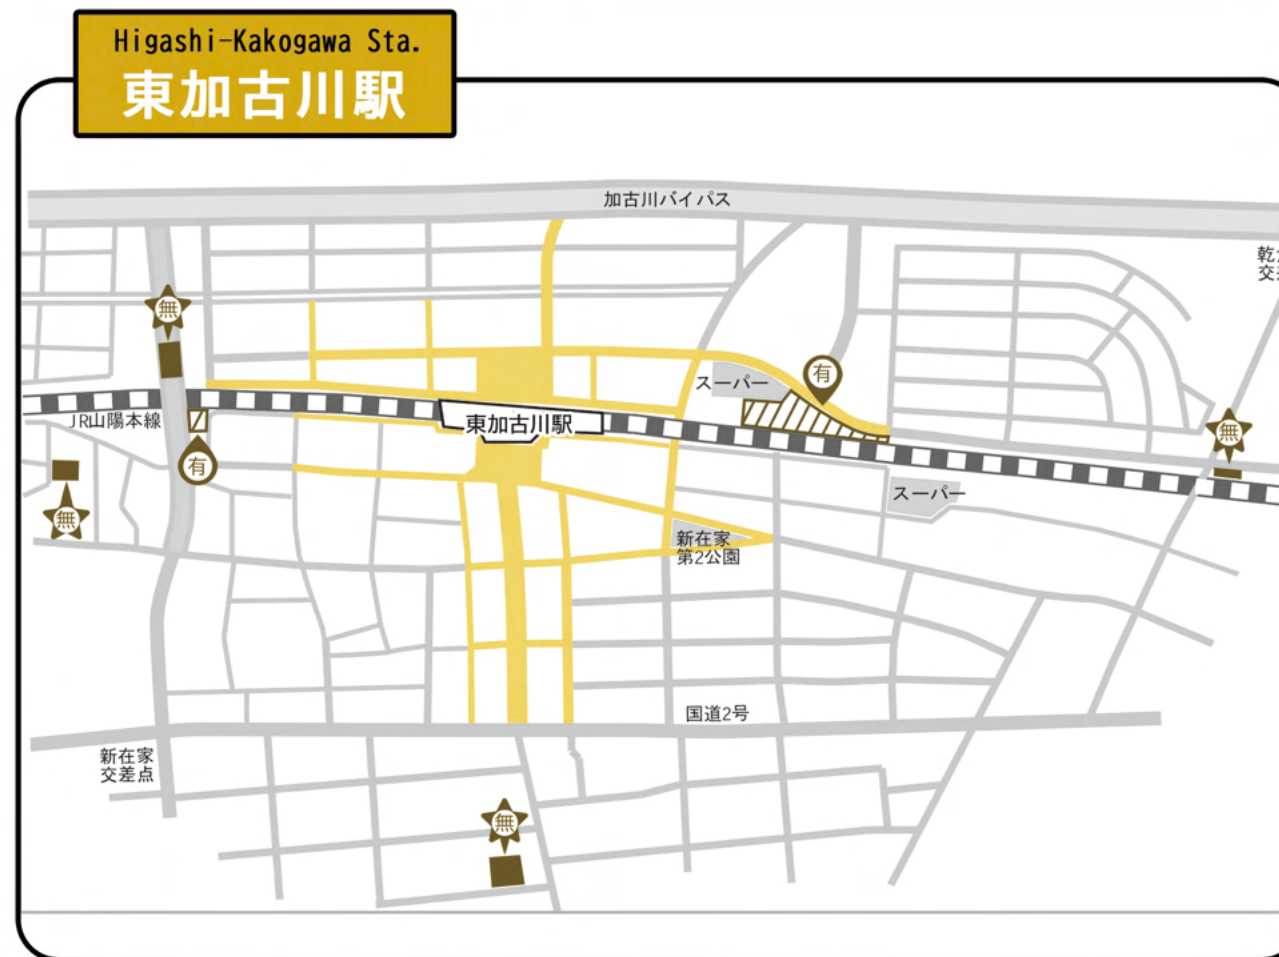 Higashi-Kakogawa Sta.
東加古川駅
加古川バイパス
無
スーパー
有
JR山陽本線
東加古川駅
無
有
スーパー
無
新在家
第2公園
国道2号
新在家
交差点
無